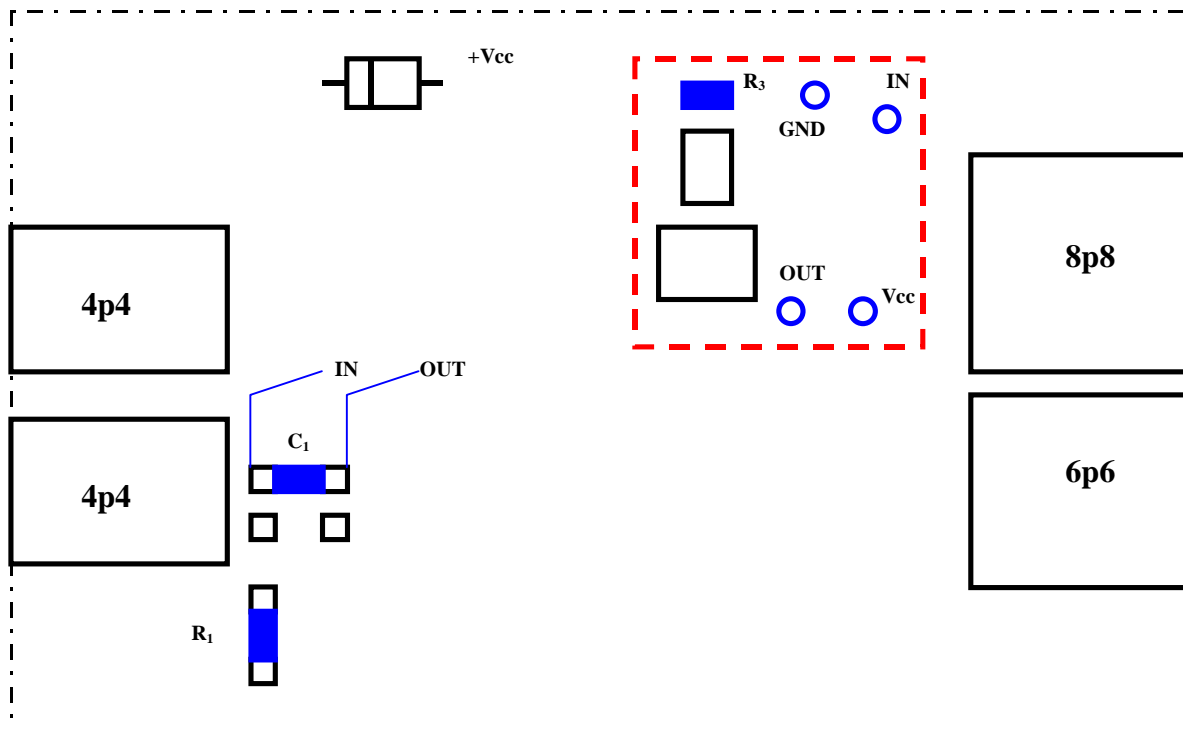 +Vcc
R₃
IN
GND
8p8
OUT
Vcc
4p4
IN
OUT
C₁
6p6
4p4
R₁